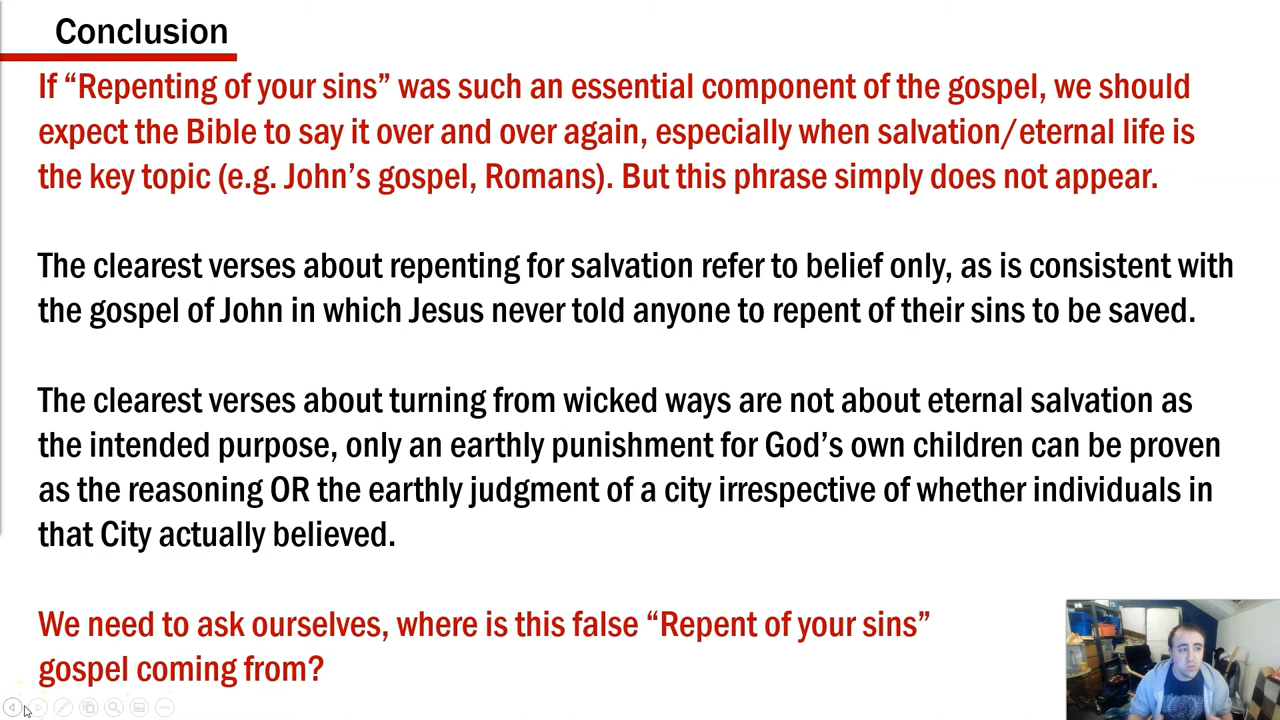 Conclusion
If “Repenting of your sins” was such an essential component of the gospel, we should
expect the Bible to say it over and over again, especially when salvation/eternal life is
the key topic (e.g. John’s gospel, Romans). But this phrase simply does not appear.
The clearest verses about repenting for salvation refer to belief only, as is consistent with
the gospel of John in which Jesus never told anyone to repent of their sins to be saved.
The clearest verses about turning from wicked ways are not about eternal salvation as
the intended purpose, only an earthly punishment for God’s own children can be proven
as the reasoning OR the earthly judgment of a city irrespective of whether individuals in
that City actually believed.
We need to ask ourselves, where is this false “Repent of your sins”
gospel coming from?